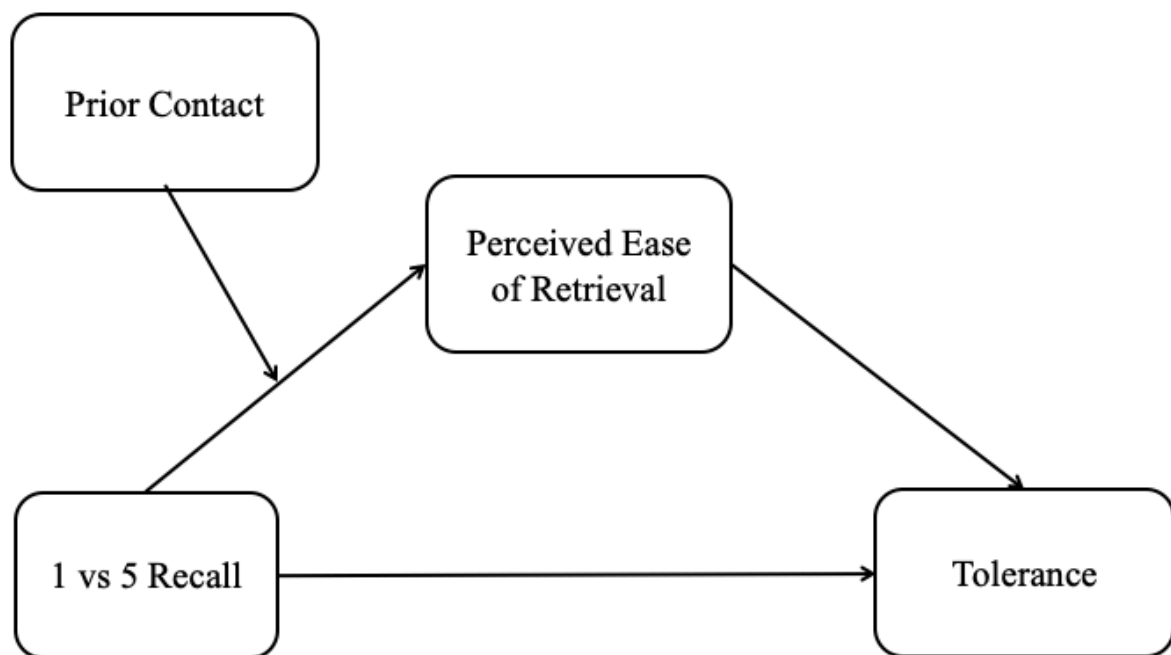 Prior Contact
Perceived Ease
of Retrieval
1 vs 5 Recall
Tolerance